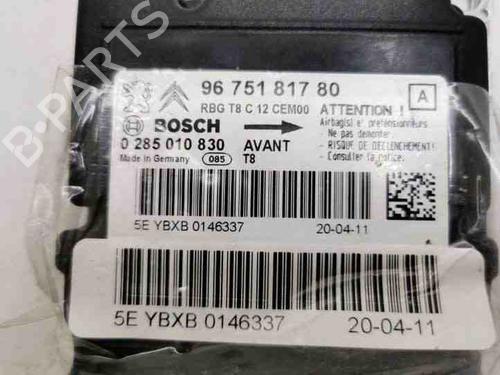 96 751 817 80
RBG T8 C 12 CEM00
A
BOSCH
0 285 010 830 AVANT
Made in Germany 085 T8
ATTENTION !
Airbag(s) et prétensionneurs
Ne pas démonter.
- RISQUE DE DECLENCHEMENT!
- Consulter la notice.
5E YBXB 0146337 20-04-11
5E YBXB 0146337 20-04-11
B-PARTS